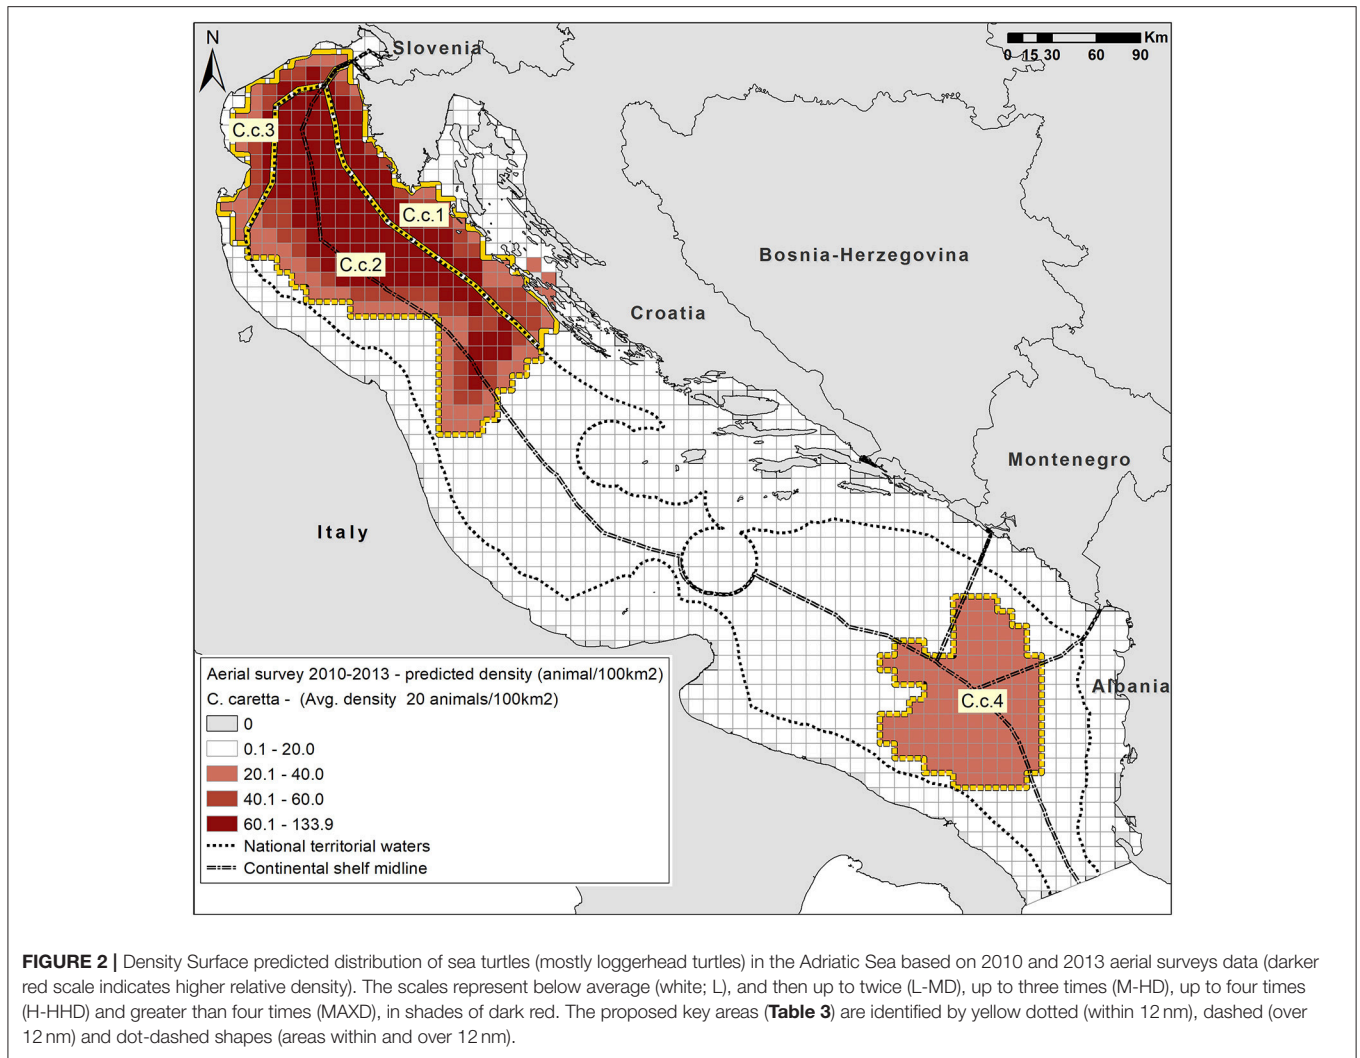 N
Slovenia
Km
0 15 30 60 90
C.c.3
C.c.1
C.c.2
Bosnia-Herzegovina
Croatia
Montenegro
Italy
Albania
C.c.4
Aerial survey 2010-2013 - predicted density (animal/100km2)
C. caretta - (Avg. density 20 animals/100km2)
0
0.1 - 20.0
20.1 - 40.0
40.1 - 60.0
60.1 - 133.9
National territorial waters
Continental shelf midline
FIGURE 2 | Density Surface predicted distribution of sea turtles (mostly loggerhead turtles) in the Adriatic Sea based on 2010 and 2013 aerial surveys data (darker
red scale indicates higher relative density). The scales represent below average (white; L), and then up to twice (L-MD), up to three times (M-HD), up to four times
(H-HHD) and greater than four times (MAXD), in shades of dark red. The proposed key areas (Table 3) are identified by yellow dotted (within 12 nm), dashed (over
12 nm) and dot-dashed shapes (areas within and over 12 nm).